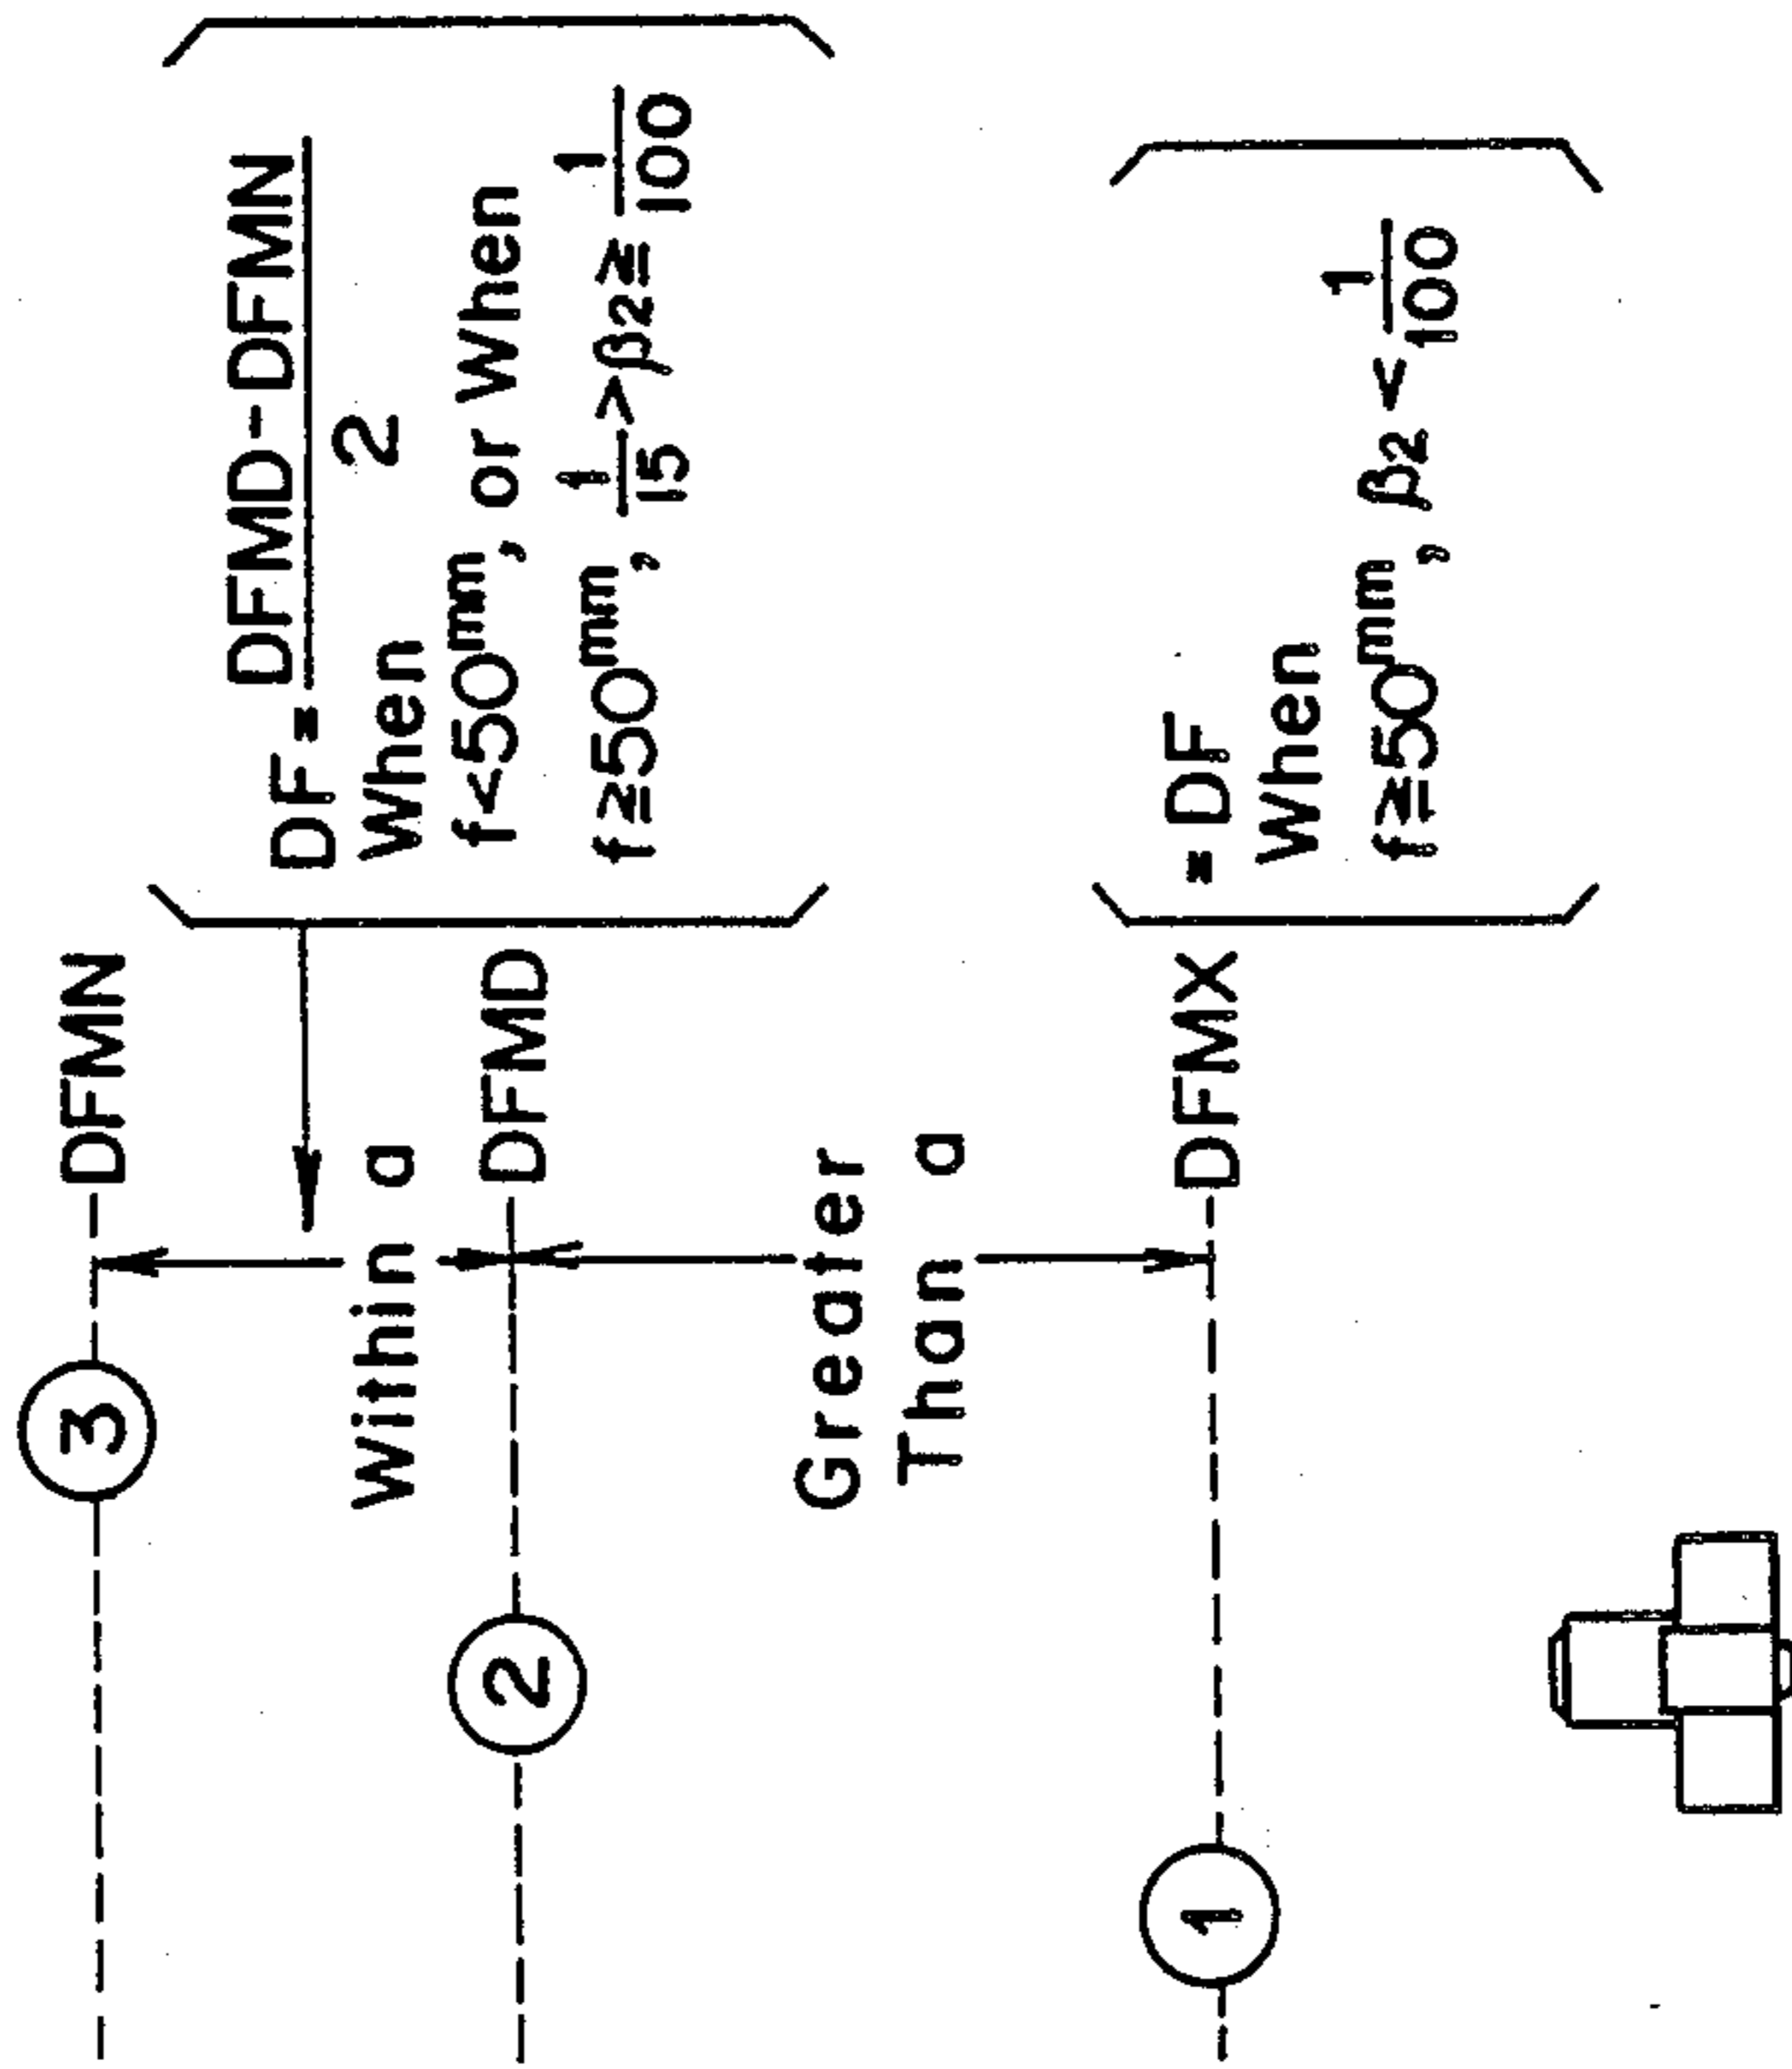 3
DFMN
Within a
2
DFMD
Greater
Than a
1
DFMX
DF = DFMD-DFMN
2
When
f<50mm, or When
f≧50mm, 1/15 > β2 ≧ 1/100
= DF
When
f≧50mm, β2 < 1/100